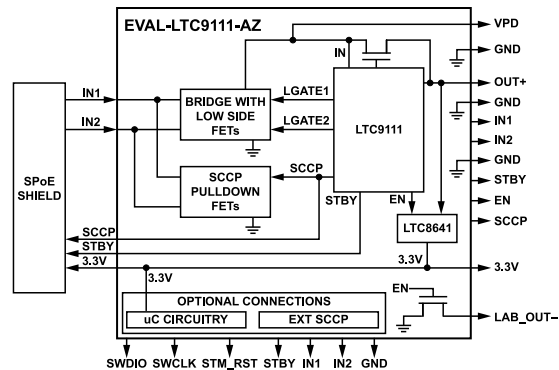 EVAL-LTC9111-AZ
VPD
IN
GND
OUT+
IN1
LGATE1
BRIDGE WITH
LOW SIDE
FETs
GND
IN2
LGATE2
LTC9111
IN1
IN2
SPoE
SHIELD
SCCP
PULLDOWN
FETs
SCCP
GND
STBY
STBY
EN
EN
SCCP
SCCP
LTC8641
STBY
3.3V
3.3V
3.3V
3.3V
OPTIONAL CONNECTIONS
uC CIRCUITRY
EXT SCCP
EN
LAB_OUT–
SWDIO
SWCLK
STM_RST
STBY
IN1
IN2
GND